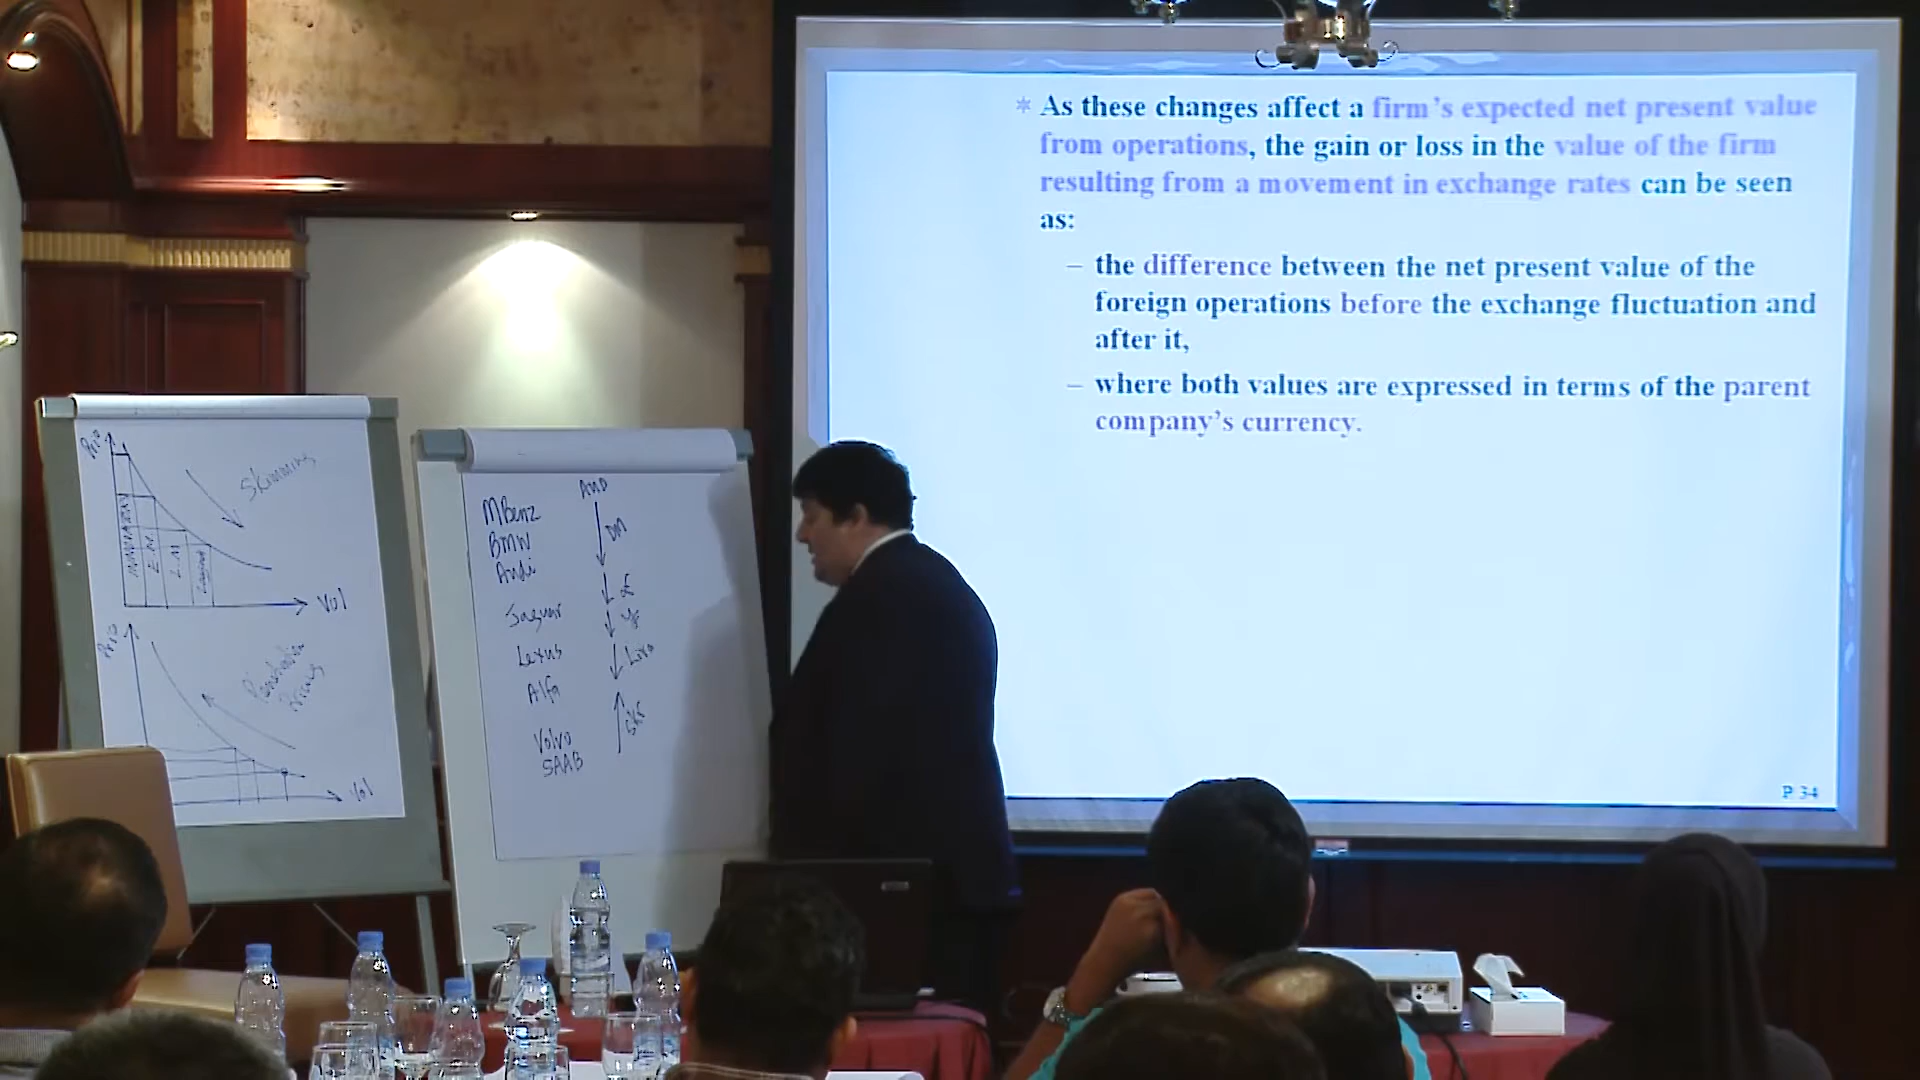 * As these changes affect a firm's expected net present value
from operations, the gain or loss in the value of the firm
resulting from a movement in exchange rates can be seen
as:
– the difference between the net present value of the
foreign operations before the exchange fluctuation and
after it,
– where both values are expressed in terms of the parent
company's currency.
P. 34
Skimming
Vol
Vol
MBenz
BMW
Audi
DM
Jaguar
£
Lexus
Alfa
Volvo
SAAB